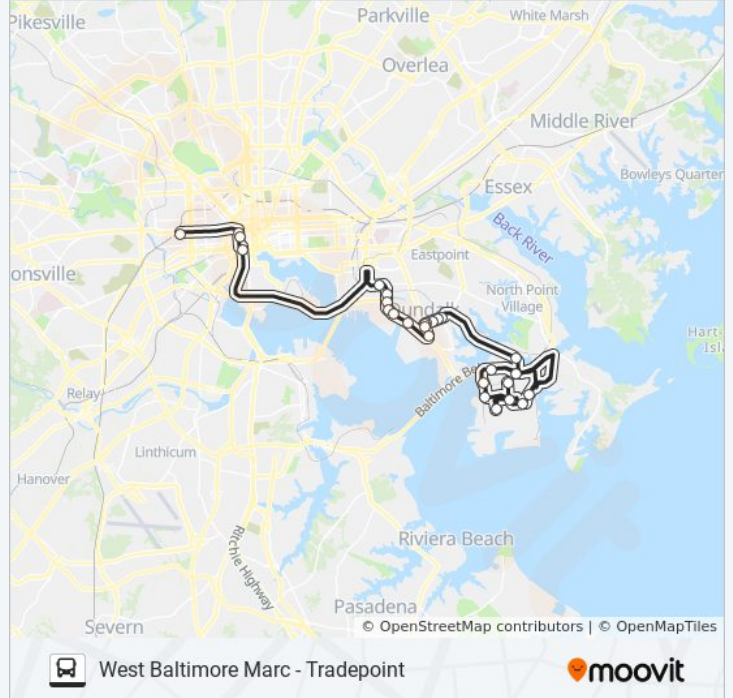 Pikesville
Parkville
White Marsh
Overlea
Middle River
Bowleys Quarter
Essex
Back River
Eastpoint
onsville
North Point
Village
Dundalk
Hart
Isla
Baltimore Be
Relay
Linthicum
Hanover
Ritchie Highway
Riviera Beach
Pasadena
Severn
© OpenStreetMap contributors | © OpenMapTiles
West Baltimore Marc - Tradepoint
moovit